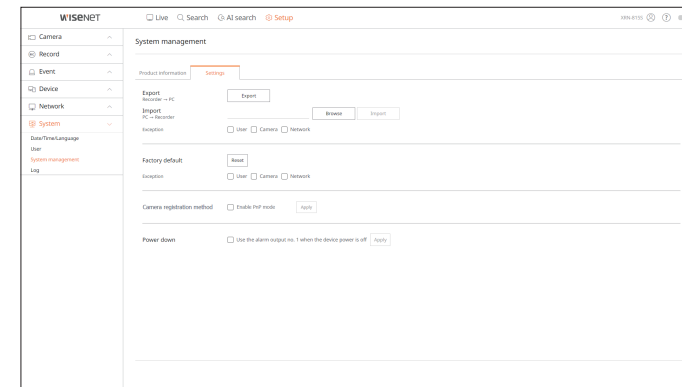 WISENET
Live Search AI search Setup
XRN-813S
Camera
Record
Event
Device
Network
System
Date/Time/Language
User
System management
Log
System management
Product information Settings
Export
Recorder → PC
Export
Import
PC → Recorder
Browse Import
Exception User Camera Network
Factory default Reset
Exception User Camera Network
Camera registration method Enable PnP mode Apply
Power down Use the alarm output no. 1 when the device power is off Apply